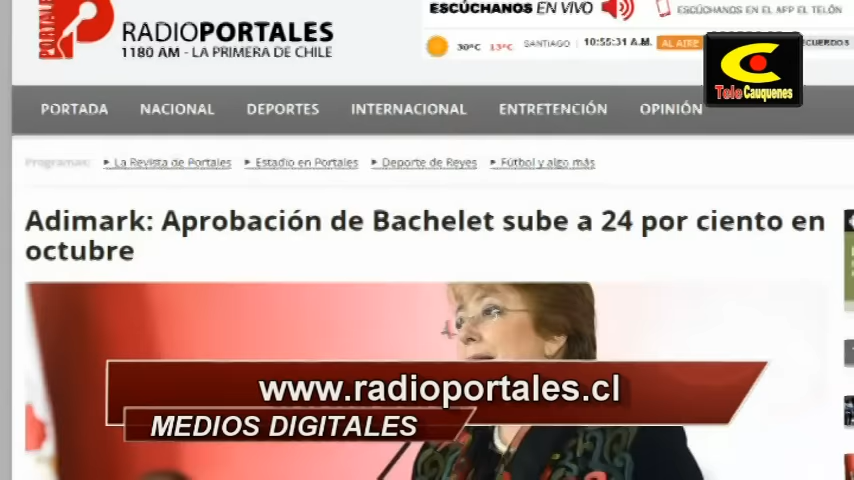 PORTALES
RADIOPORTALES
1180 AM - LA PRIMERA DE CHILE
ESCÚCHANOS EN VIVO
ESCÚCHANOS EN EL APP EL TELÓN
30°C 13°C SANTIAGO 10:55:31 A.M. AL AIRE
CUERDOS
Tele Cauquenes
PORTADA NACIONAL DEPORTES INTERNACIONAL ENTRETENCIÓN OPINIÓN
Programas: La Revista de Portales Estadio en Portales Deporte de Reyes Fútbol y algo más
Adimark: Aprobación de Bachelet sube a 24 por ciento en
octubre
www.radioportales.cl
MEDIOS DIGITALES